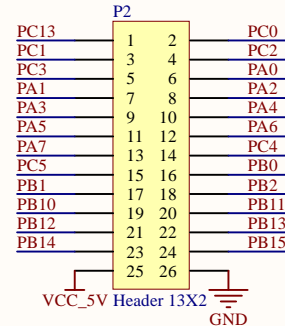 P2
PC13 1 2 PC0
PC1 3 4 PC2
PC3 5 6 PA0
PA1 7 8 PA2
PA3 9 10 PA4
PA5 11 12 PA6
PA7 13 14 PC4
PC5 15 16 PB0
PB1 17 18 PB2
PB10 19 20 PB11
PB12 21 22 PB13
PB14 23 24 PB15
25 26
VCC_5V Header 13X2
GND